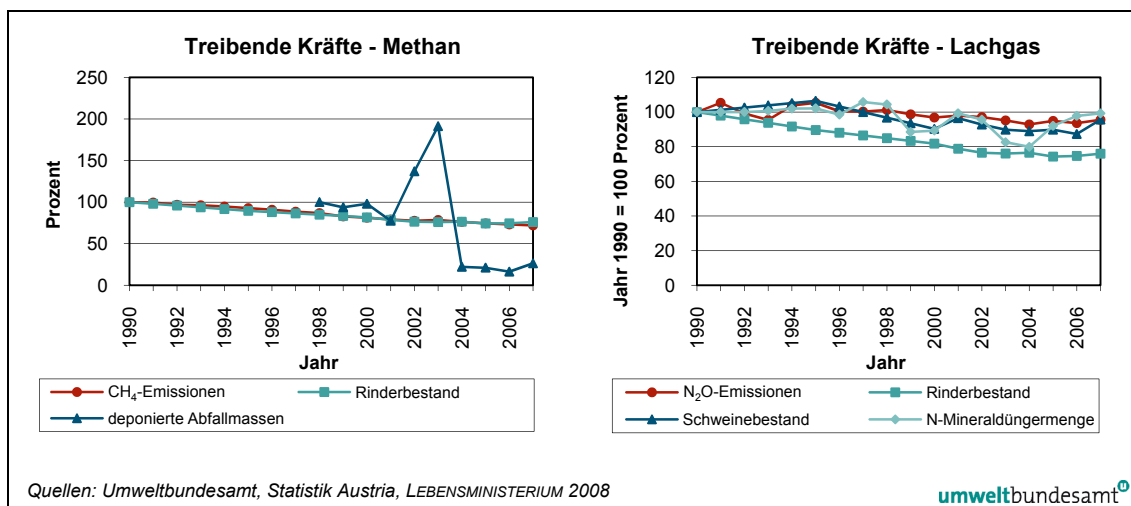 Treibende Kräfte - Methan
250
200
150
100
50
0
Prozent
1990
1992
1994
1996
1998
2000
2002
2004
2006
Jahr
CH₄-Emissionen
Rinderbestand
deponierte Abfallmassen
Treibende Kräfte - Lachgas
120
100
80
60
40
20
0
Jahr 1990 = 100 Prozent
1990
1992
1994
1996
1998
2000
2002
2004
2006
Jahr
N₂O-Emissionen
Rinderbestand
Schweinebestand
N-Mineraldüngermenge
Quellen: Umweltbundesamt, Statistik Austria, LEBENSMINISTERIUM 2008
umweltbundesamt ᵁ